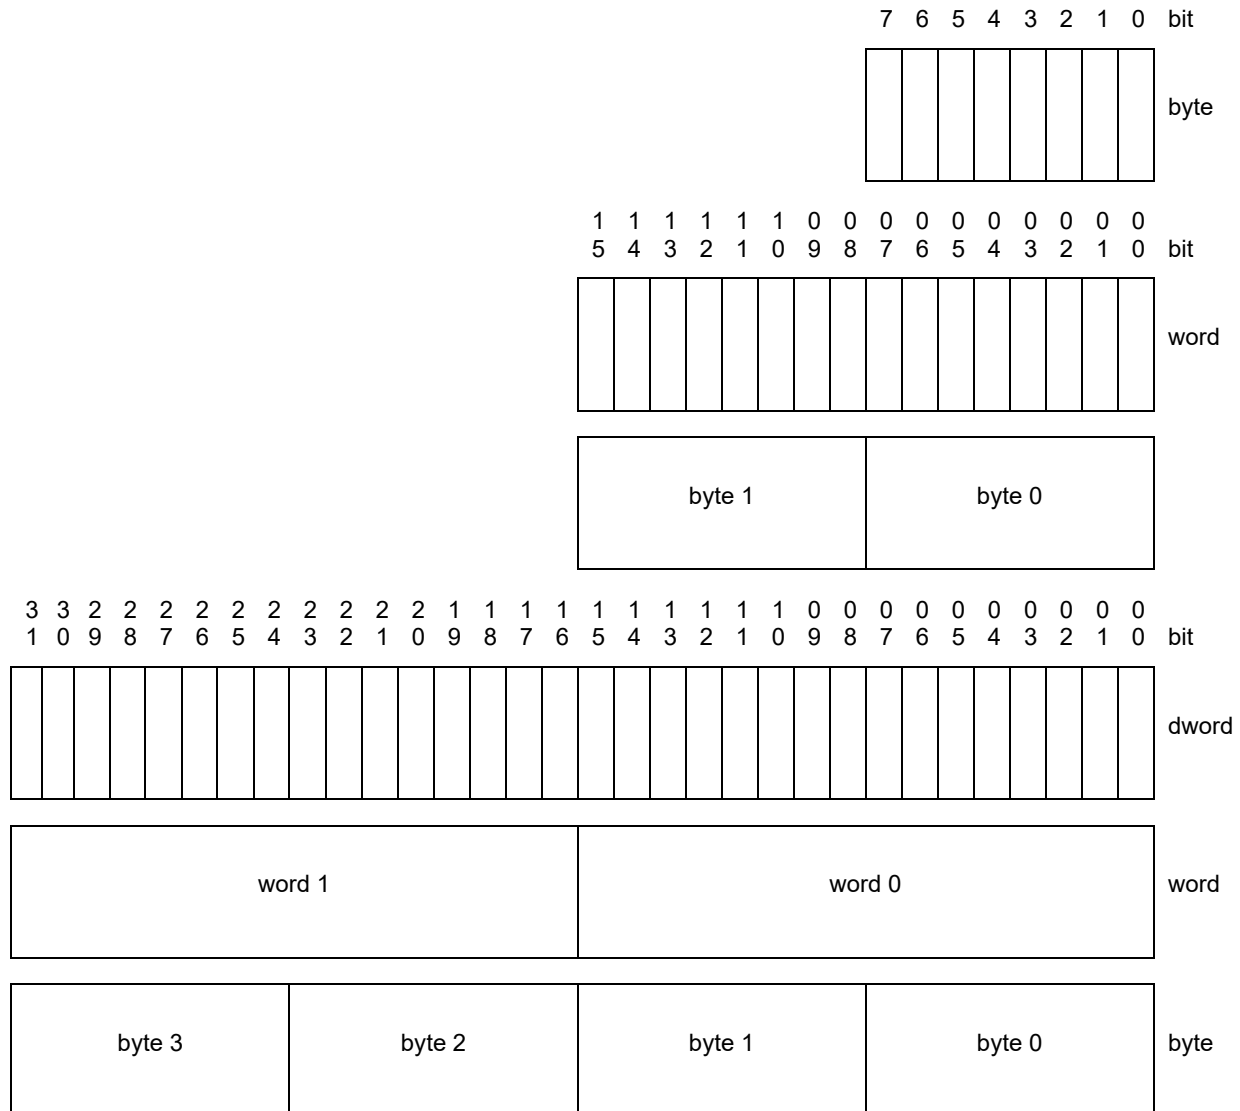 7 6 5 4 3 2 1 0 bit
byte
1 1 1 1 1 1 0 0 0 0 0 0 0 0 0 0
5 4 3 2 1 0 9 8 7 6 5 4 3 2 1 0 bit
word
byte 1 byte 0
3 3 2 2 2 2 2 2 2 2 2 2 1 1 1 1 1 1 1 1 1 1 0 0 0 0 0 0 0 0 0 0
1 0 9 8 7 6 5 4 3 2 1 0 9 8 7 6 5 4 3 2 1 0 9 8 7 6 5 4 3 2 1 0 bit
dword
word 1 word 0 word
byte 3 byte 2 byte 1 byte 0 byte